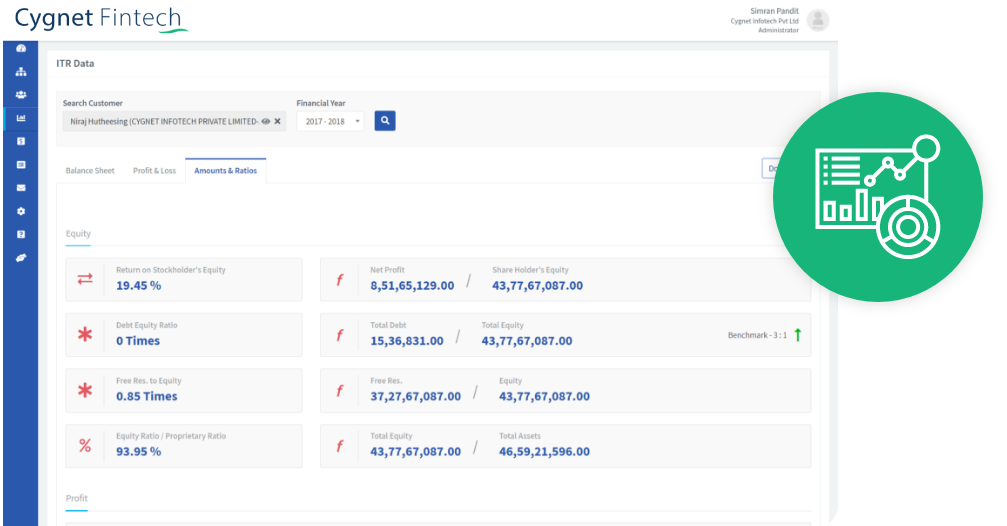 Cygnet Fintech
Simran Pandit
Cygnet Infotech Pvt Ltd
Administrator
ITR Data
Search Customer
Financial Year
Niraj Hutheesing (CYGNET INFOTECH PRIVATE LIMITED-
2017 - 2018
Balance Sheet Profit & Loss Amounts & Ratios
Equity
Return on Stockholder's Equity
19.45 %
f
Net Profit
8,51,65,129.00
/
Share Holder's Equity
43,77,67,087.00
Debt Equity Ratio
0 Times
f
Total Debt
15,36,831.00
/
Total Equity
43,77,67,087.00
Benchmark - 3 : 1
Free Res. to Equity
0.85 Times
f
Free Res.
37,27,67,087.00
/
Equity
43,77,67,087.00
Equity Ratio / Proprietary Ratio
%
93.95 %
f
Total Equity
43,77,67,087.00
/
Total Assets
46,59,21,596.00
Profit